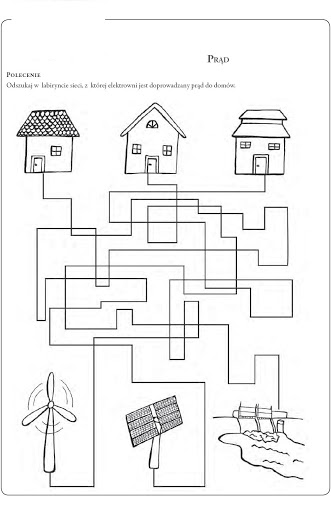 Prąd
Polecenie
Odszukaj w labiryncie sieci, z której elektrowni jest doprowadzany prąd do domów.